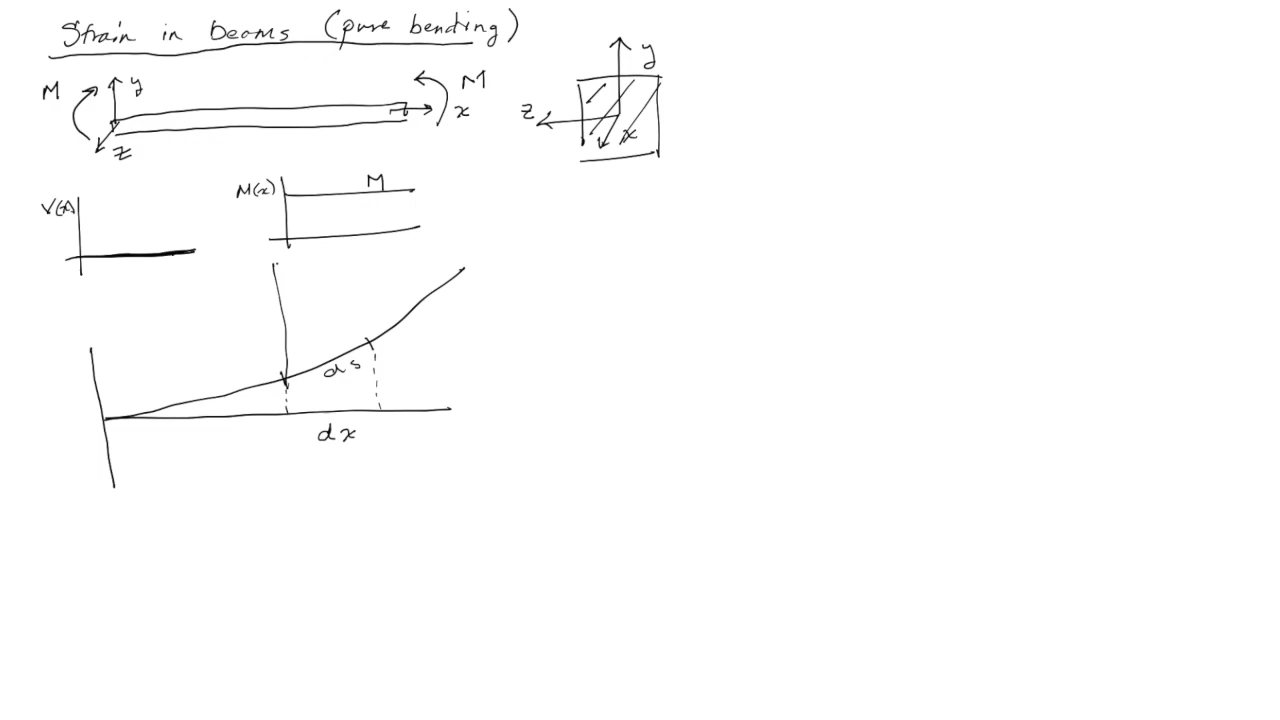 Strain in beams (pure bending)
M y M
x
z
y
z
x
V(x)
M(x) M
ds
dx